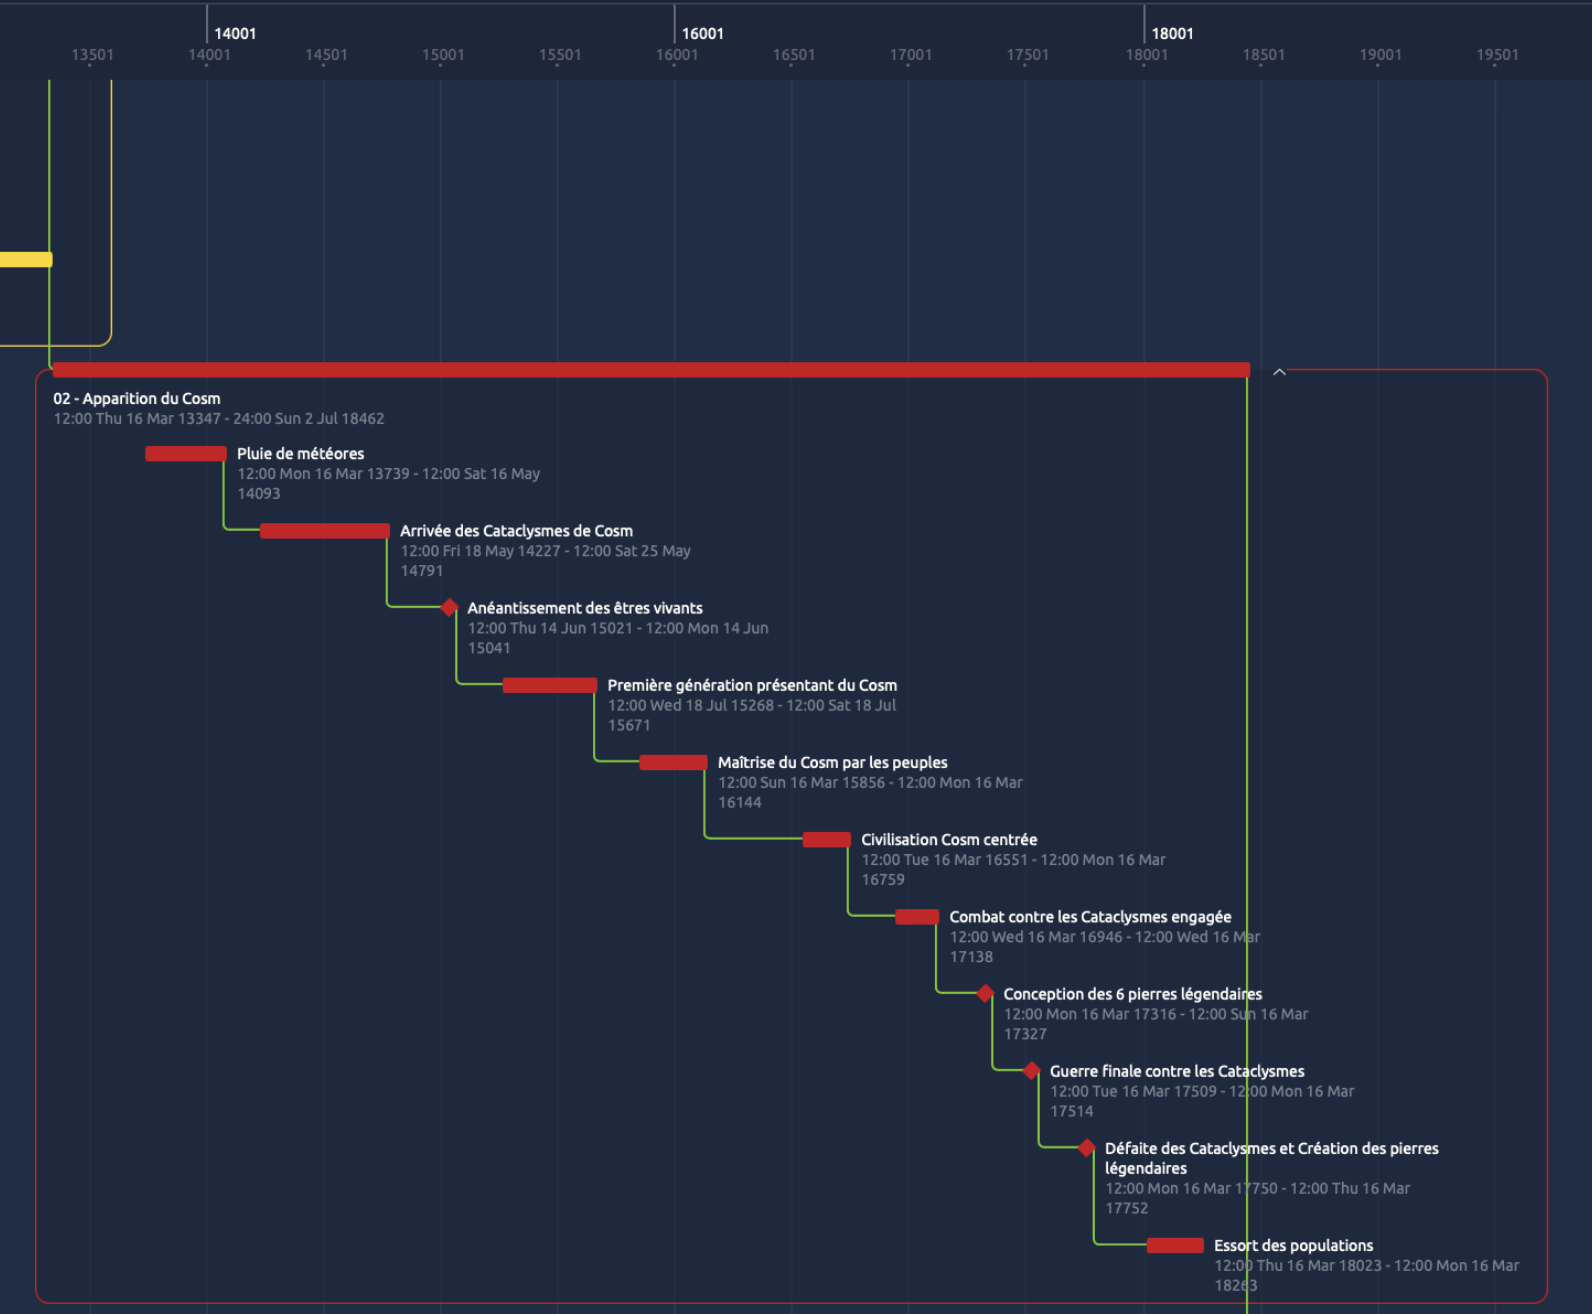 14001
16001
18001
13501
14001
14501
15001
15501
16001
16501
17001
17501
18001
18501
19001
19501
02 - Apparition du Cosm
12:00 Thu 16 Mar 13347 - 24:00 Sun 2 Jul 18462
Pluie de météores
12:00 Mon 16 Mar 13739 - 12:00 Sat 16 May
14093
Arrivée des Cataclysmes de Cosm
12:00 Fri 18 May 14227 - 12:00 Sat 25 May
14791
Anéantissement des êtres vivants
12:00 Thu 14 Jun 15021 - 12:00 Mon 14 Jun
15041
Première génération présentant du Cosm
12:00 Wed 18 Jul 15268 - 12:00 Sat 18 Jul
15671
Maîtrise du Cosm par les peuples
12:00 Sun 16 Mar 15856 - 12:00 Mon 16 Mar
16144
Civilisation Cosm centrée
12:00 Tue 16 Mar 16551 - 12:00 Mon 16 Mar
16759
Combat contre les Cataclysmes engagée
12:00 Wed 16 Mar 16946 - 12:00 Wed 16 Mar
17138
Conception des 6 pierres légendaires
12:00 Mon 16 Mar 17316 - 12:00 Sun 16 Mar
17327
Guerre finale contre les Cataclysmes
12:00 Tue 16 Mar 17509 - 12:00 Mon 16 Mar
17514
Défaite des Cataclysmes et Création des pierres
légendaires
12:00 Mon 16 Mar 17750 - 12:00 Thu 16 Mar
17752
Essort des populations
12:00 Thu 16 Mar 18023 - 12:00 Mon 16 Mar
18263